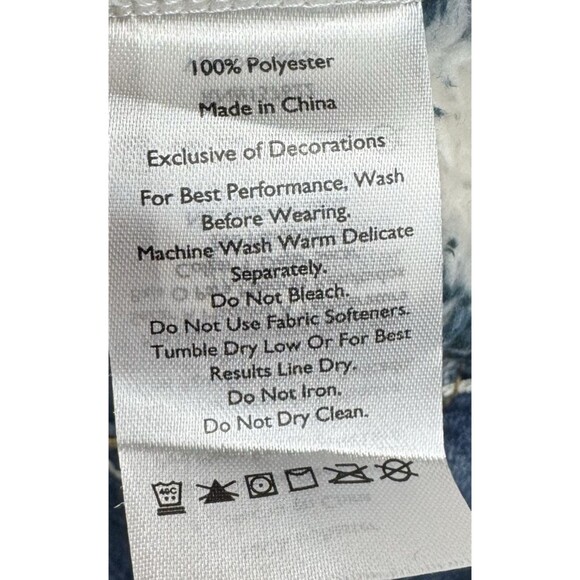 100% Polyester
Made in China
Exclusive of Decorations
For Best Performance, Wash
Before Wearing.
Machine Wash Warm Delicate
Separately.
Do Not Bleach.
Do Not Use Fabric Softeners.
Tumble Dry Low Or For Best
Results Line Dry.
Do Not Iron.
Do Not Dry Clean.
40C